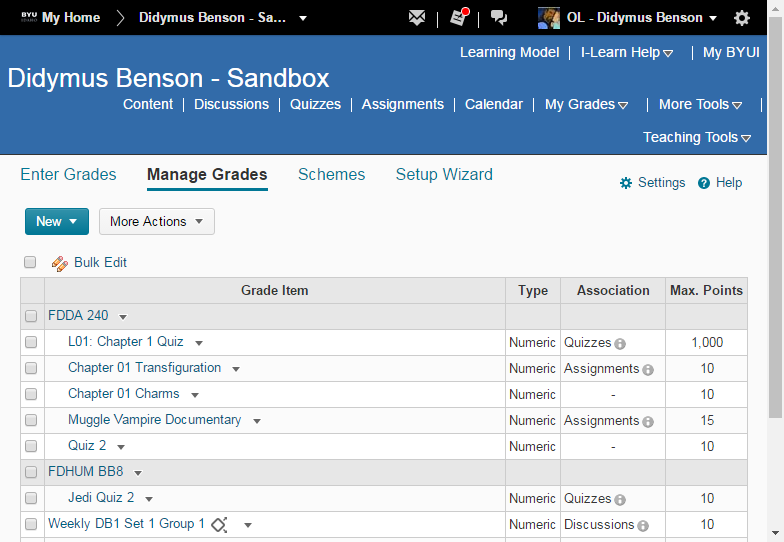 BYU IDAHO My Home Didymus Benson - Sa... OL - Didymus Benson
Learning Model I-Learn Help My BYUI
Didymus Benson - Sandbox
Content Discussions Quizzes Assignments Calendar My Grades More Tools
Teaching Tools
Enter Grades Manage Grades Schemes Setup Wizard
Settings Help
New More Actions
Bulk Edit
Grade Item Type Association Max. Points
FDDA 240
L01: Chapter 1 Quiz Numeric Quizzes 1,000
Chapter 01 Transfiguration Numeric Assignments 10
Chapter 01 Charms Numeric - 10
Muggle Vampire Documentary Numeric Assignments 15
Quiz 2 Numeric - 10
FDHUM BB8
Jedi Quiz 2 Numeric Quizzes 10
Weekly DB1 Set 1 Group 1 Numeric Discussions 10